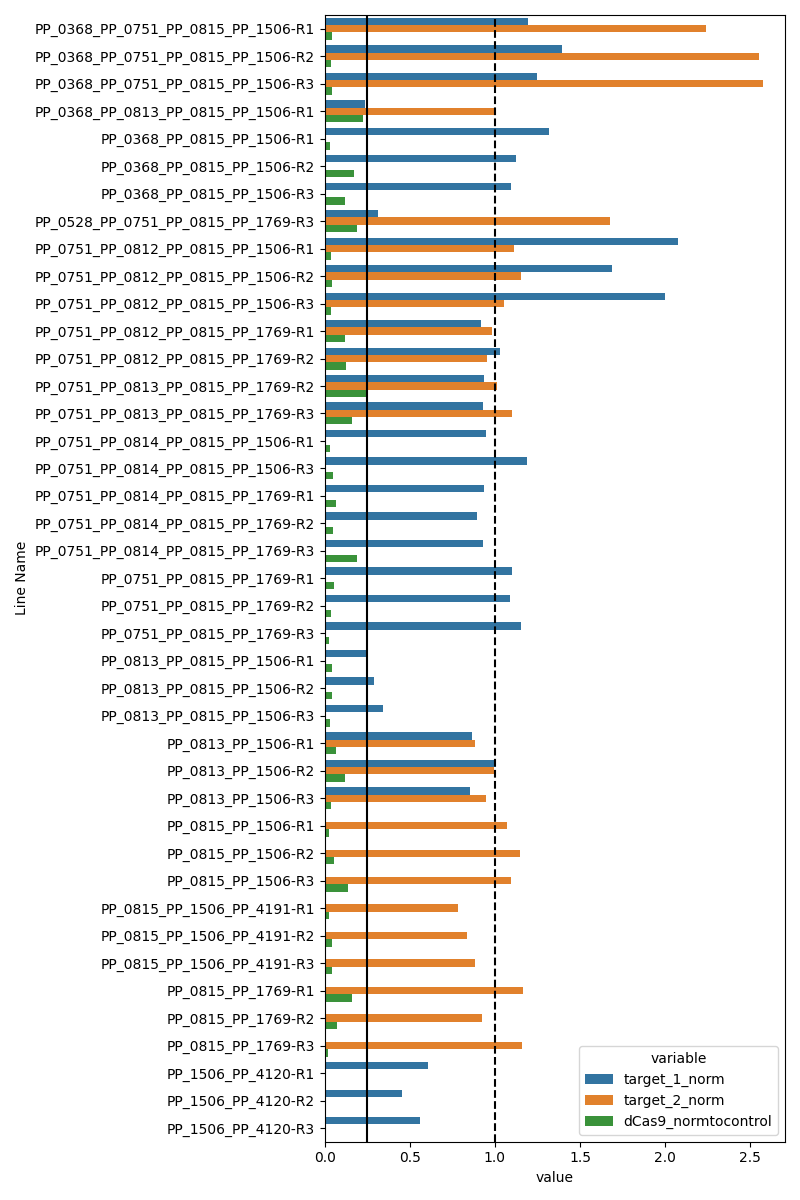 PP_0368_PP_0751_PP_0815_PP_1506-R1
PP_0368_PP_0751_PP_0815_PP_1506-R2
PP_0368_PP_0751_PP_0815_PP_1506-R3
PP_0368_PP_0813_PP_0815_PP_1506-R1
PP_0368_PP_0815_PP_1506-R1
PP_0368_PP_0815_PP_1506-R2
PP_0368_PP_0815_PP_1506-R3
PP_0528_PP_0751_PP_0815_PP_1769-R3
PP_0751_PP_0812_PP_0815_PP_1506-R1
PP_0751_PP_0812_PP_0815_PP_1506-R2
PP_0751_PP_0812_PP_0815_PP_1506-R3
PP_0751_PP_0812_PP_0815_PP_1769-R1
PP_0751_PP_0812_PP_0815_PP_1769-R2
PP_0751_PP_0813_PP_0815_PP_1769-R2
PP_0751_PP_0813_PP_0815_PP_1769-R3
PP_0751_PP_0814_PP_0815_PP_1506-R1
PP_0751_PP_0814_PP_0815_PP_1506-R3
PP_0751_PP_0814_PP_0815_PP_1769-R1
PP_0751_PP_0814_PP_0815_PP_1769-R2
PP_0751_PP_0814_PP_0815_PP_1769-R3
PP_0751_PP_0815_PP_1769-R1
PP_0751_PP_0815_PP_1769-R2
PP_0751_PP_0815_PP_1769-R3
PP_0813_PP_0815_PP_1506-R1
PP_0813_PP_0815_PP_1506-R2
PP_0813_PP_0815_PP_1506-R3
PP_0813_PP_1506-R1
PP_0813_PP_1506-R2
PP_0813_PP_1506-R3
PP_0815_PP_1506-R1
PP_0815_PP_1506-R2
PP_0815_PP_1506-R3
PP_0815_PP_1506_PP_4191-R1
PP_0815_PP_1506_PP_4191-R2
PP_0815_PP_1506_PP_4191-R3
PP_0815_PP_1769-R1
PP_0815_PP_1769-R2
PP_0815_PP_1769-R3
PP_1506_PP_4120-R1
PP_1506_PP_4120-R2
PP_1506_PP_4120-R3
Line Name
variable
target_1_norm
target_2_norm
dCas9_normtocontrol
0.0 0.5 1.0 1.5 2.0 2.5
value